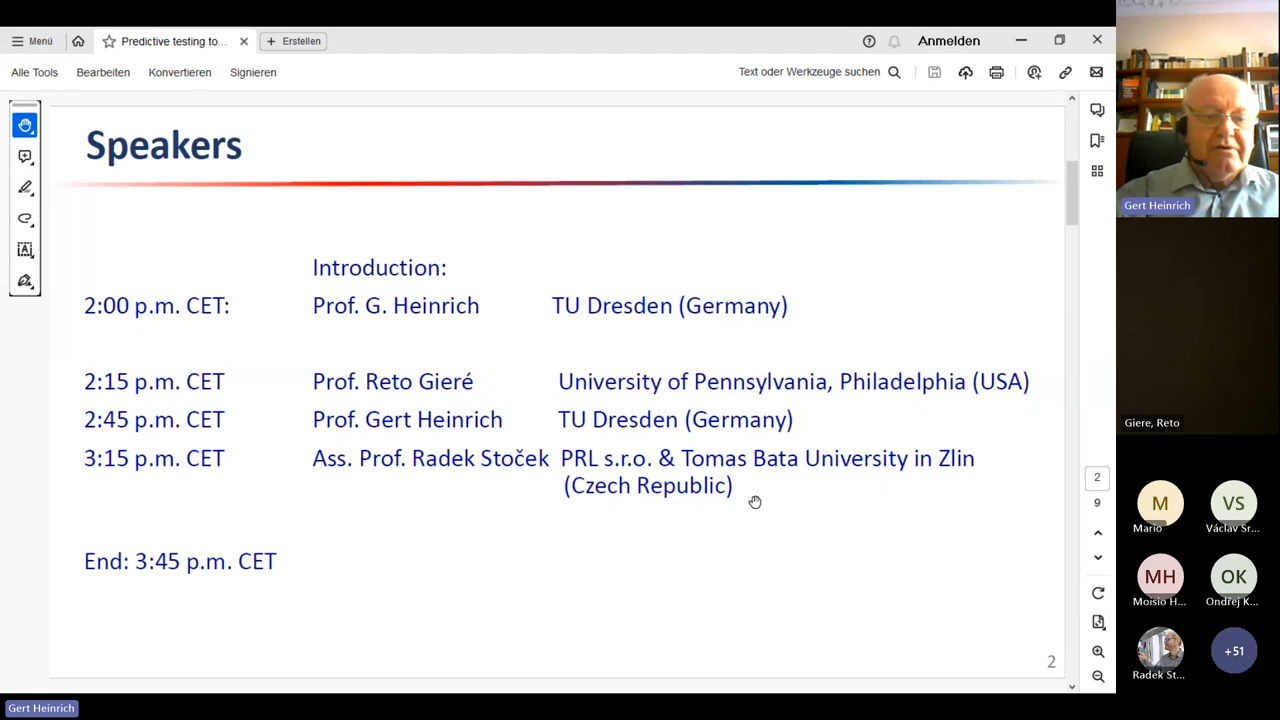 Menü
Predictive testing to...
Erstellen
Anmelden
Alle Tools
Bearbeiten
Konvertieren
Signieren
Text oder Werkzeuge suchen
Speakers
Introduction:
2:00 p.m. CET: Prof. G. Heinrich TU Dresden (Germany)
2:15 p.m. CET Prof. Reto Gieré University of Pennsylvania, Philadelphia (USA)
2:45 p.m. CET Prof. Gert Heinrich TU Dresden (Germany)
3:15 p.m. CET Ass. Prof. Radek Stoček PRL s.r.o. & Tomas Bata University in Zlin
(Czech Republic)
End: 3:45 p.m. CET
2
2
9
Gert Heinrich
Giere, Reto
M
Mario
VS
Václav Sr...
MH
Moisio H...
OK
Ondřej K...
Radek St...
+51
Gert Heinrich